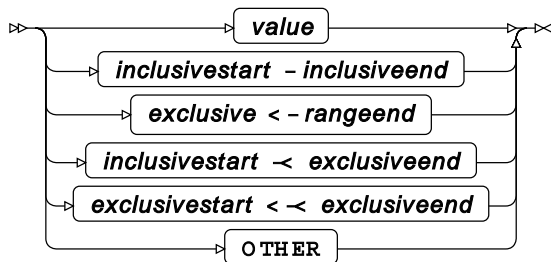 value
inclusivestart - inclusiveend
exclusive < - rangeend
inclusivestart -< exclusiveend
exclusivestart < -< exclusiveend
OTHER